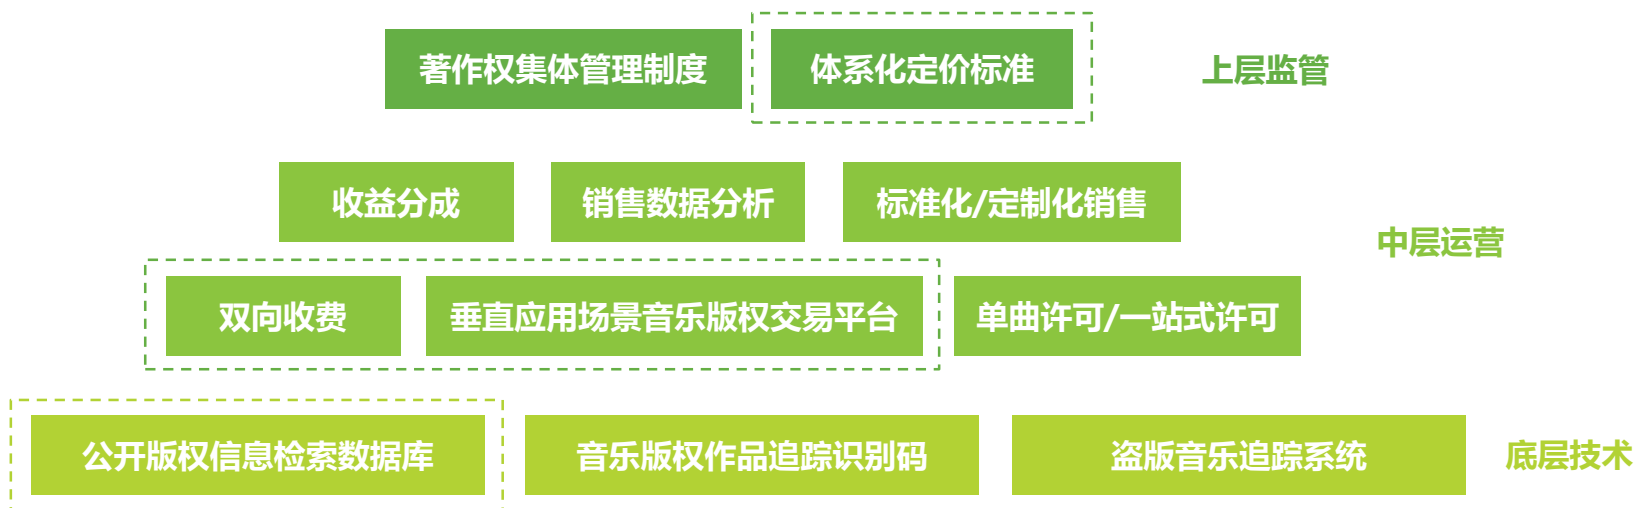 著作权集体管理制度 体系化定价标准 上层监管
收益分成 销售数据分析 标准化/定制化销售
中层运营
双向收费 垂直应用场景音乐版权交易平台 单曲许可/一站式许可
公开版权信息检索数据库 音乐版权作品追踪识别码 盗版音乐追踪系统 底层技术